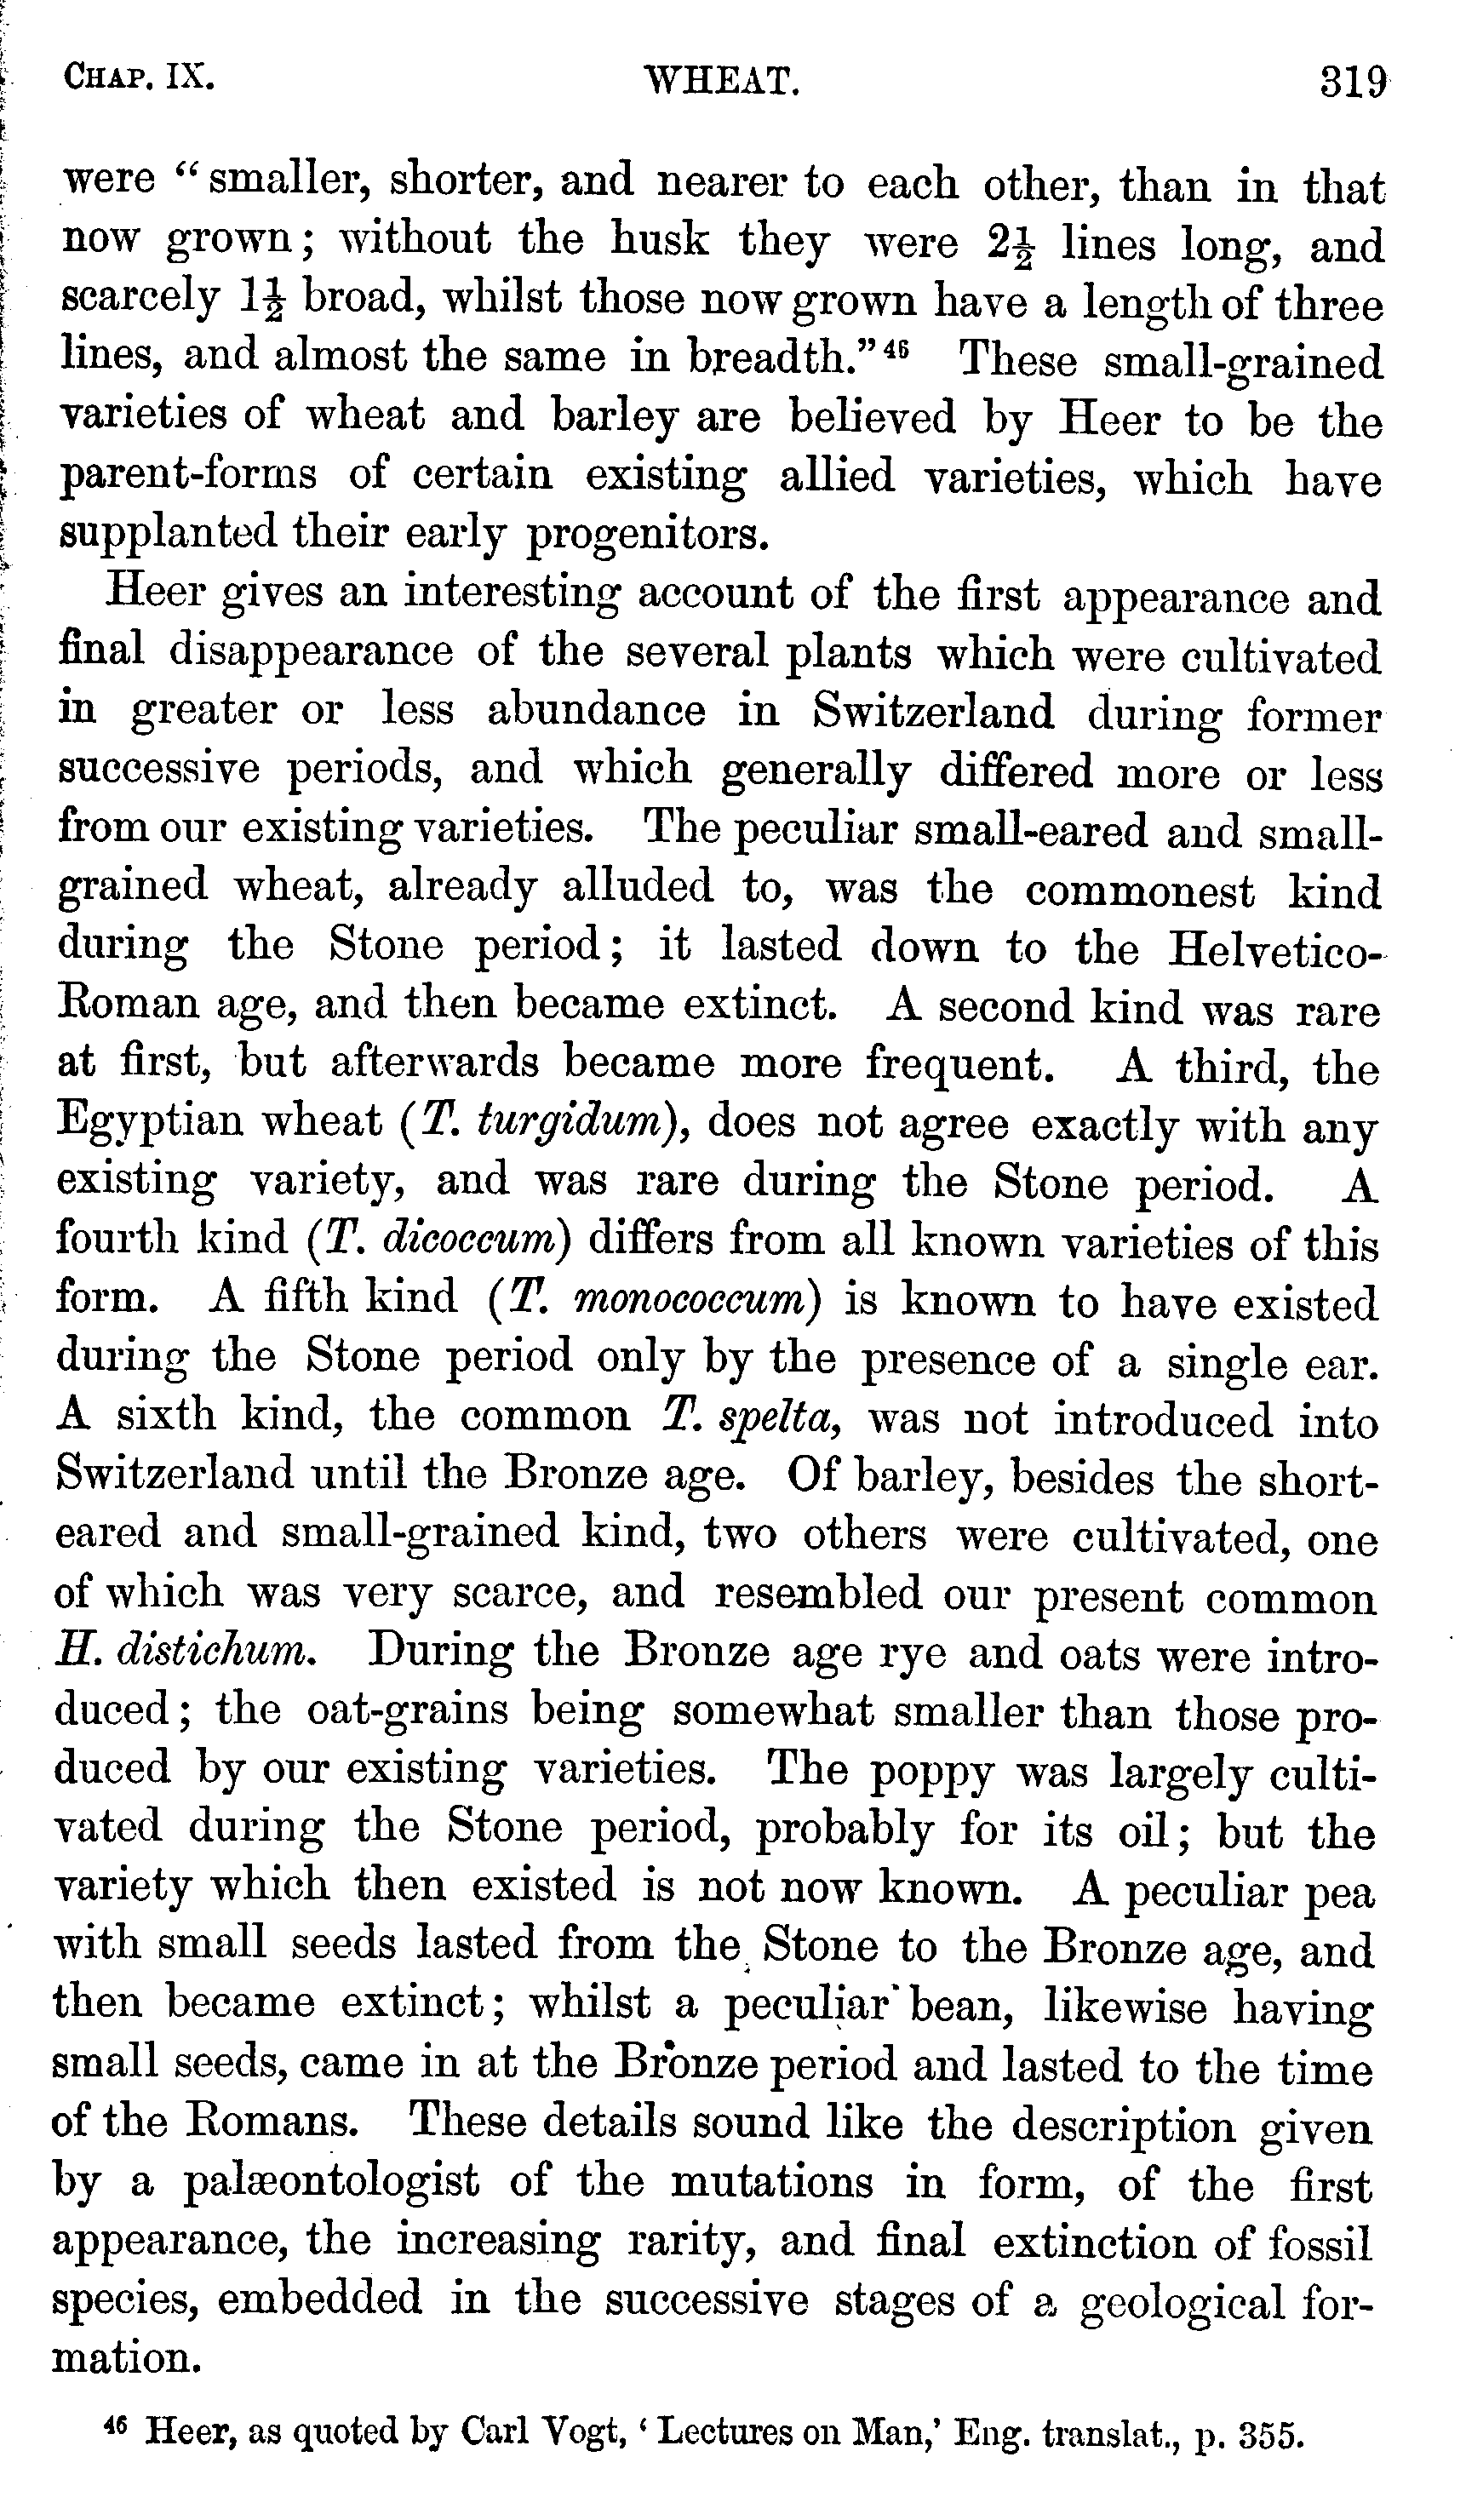 CHAP. IX. WHEAT. 319
were “smaller, shorter, and nearer to each other, than in that
now grown; without the husk they were 2½ lines long, and
scarcely 1½ broad, whilst those now grown have a length of three
lines, and almost the same in breadth.”⁴⁶ These small-grained
varieties of wheat and barley are believed by Heer to be the
parent-forms of certain existing allied varieties, which have
supplanted their early progenitors.
Heer gives an interesting account of the first appearance and
final disappearance of the several plants which were cultivated
in greater or less abundance in Switzerland during former
successive periods, and which generally differed more or less
from our existing varieties. The peculiar small-eared and small-
grained wheat, already alluded to, was the commonest kind
during the Stone period; it lasted down to the Helvetico-
Roman age, and then became extinct. A second kind was rare
at first, but afterwards became more frequent. A third, the
Egyptian wheat (T. turgidum), does not agree exactly with any
existing variety, and was rare during the Stone period. A
fourth kind (T. dicoccum) differs from all known varieties of this
form. A fifth kind (T. monococcum) is known to have existed
during the Stone period only by the presence of a single ear.
A sixth kind, the common T. spelta, was not introduced into
Switzerland until the Bronze age. Of barley, besides the short-
eared and small-grained kind, two others were cultivated, one
of which was very scarce, and resembled our present common
H. distichum. During the Bronze age rye and oats were intro-
duced; the oat-grains being somewhat smaller than those pro-
duced by our existing varieties. The poppy was largely culti-
vated during the Stone period, probably for its oil; but the
variety which then existed is not now known. A peculiar pea
with small seeds lasted from the Stone to the Bronze age, and
then became extinct; whilst a peculiar bean, likewise having
small seeds, came in at the Bronze period and lasted to the time
of the Romans. These details sound like the description given
by a palæontologist of the mutations in form, of the first
appearance, the increasing rarity, and final extinction of fossil
species, embedded in the successive stages of a geological for-
mation.
⁴⁶ Heer, as quoted by Carl Vogt, ‘Lectures on Man,’ Eng. translat., p. 355.